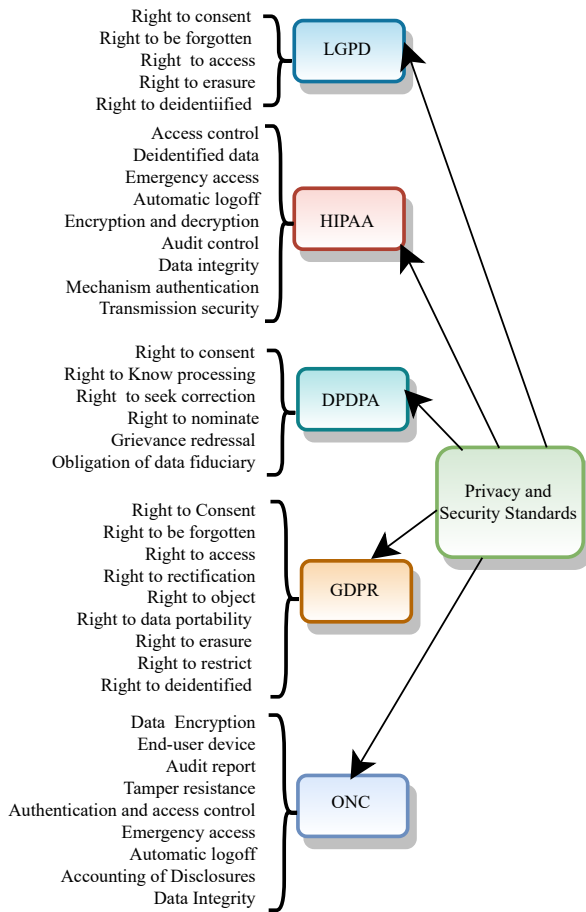 Right to consent
Right to be forgotten
Right to access
Right to erasure
Right to deidentiified
LGPD
Access control
Deidentified data
Emergency access
Automatic logoff
Encryption and decryption
Audit control
Data integrity
Mechanism authentication
Transmission security
HIPAA
Right to consent
Right to Know processing
Right to seek correction
Right to nominate
Grievance redressal
Obligation of data fiduciary
DPDPA
Privacy and
Security Standards
Right to Consent
Right to be forgotten
Right to access
Right to rectification
Right to object
Right to data portability
Right to erasure
Right to restrict
Right to deidentified
GDPR
Data Encryption
End-user device
Audit report
Tamper resistance
Authentication and access control
Emergency access
Automatic logoff
Accounting of Disclosures
Data Integrity
ONC